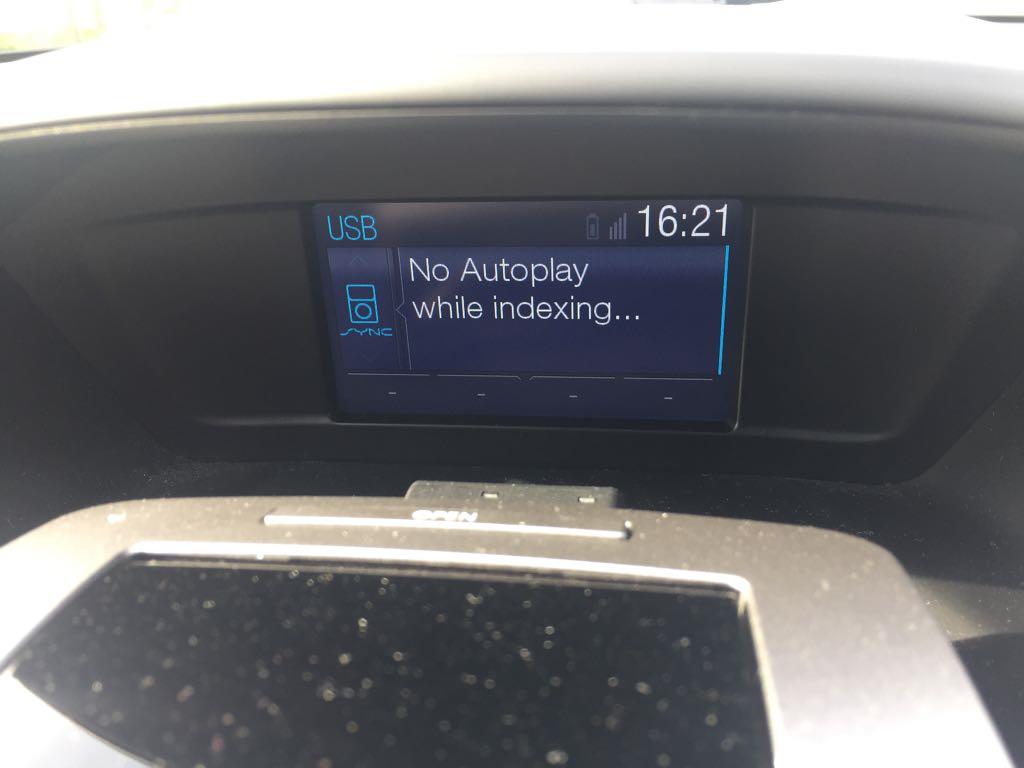 USB 16:21
No Autoplay
while indexing...
SYNC
OPEN